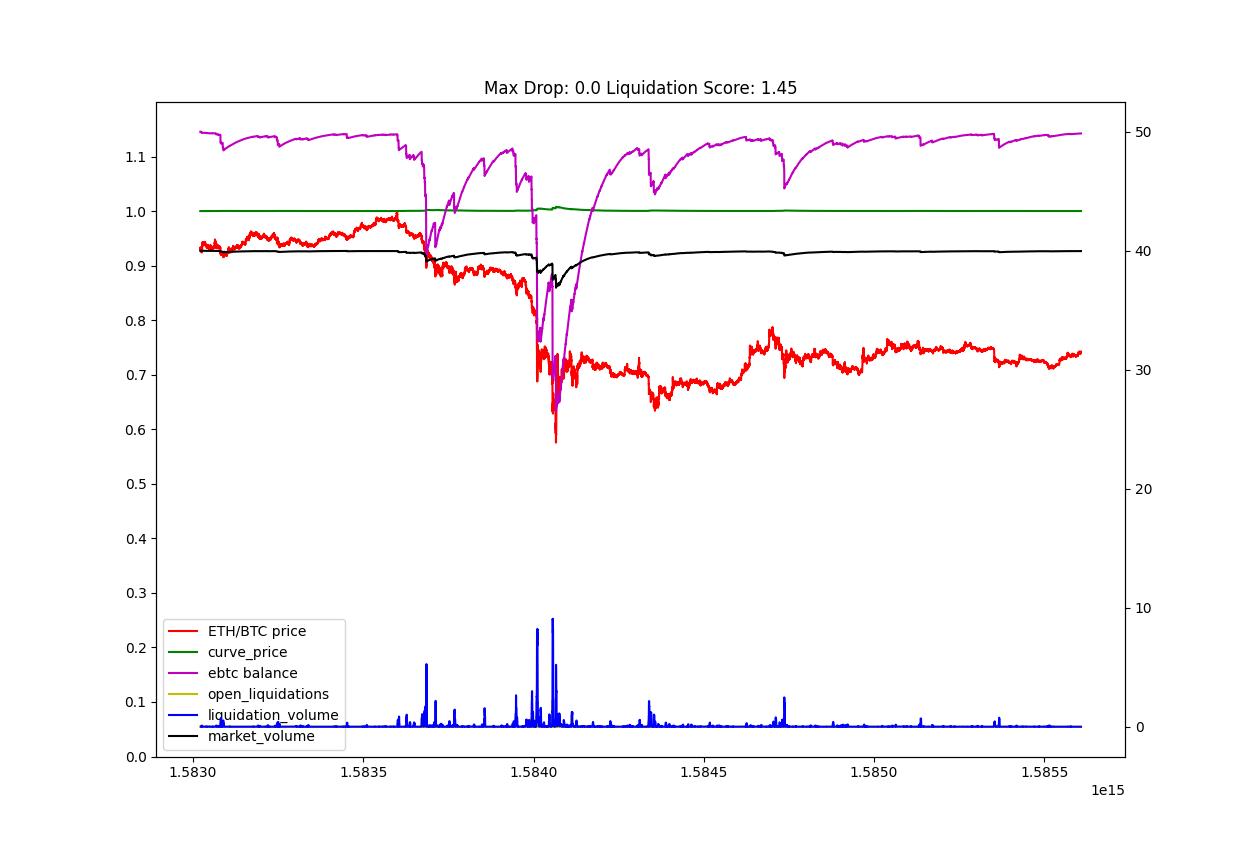 Max Drop: 0.0 Liquidation Score: 1.45
1.1
1.0
0.9
0.8
0.7
0.6
0.5
0.4
0.3
0.2
0.1
0.0
50
40
30
20
10
0
ETH/BTC price
curve_price
ebtc balance
open_liquidations
liquidation_volume
market_volume
1.5830 1.5835 1.5840 1.5845 1.5850 1.5855
1e15